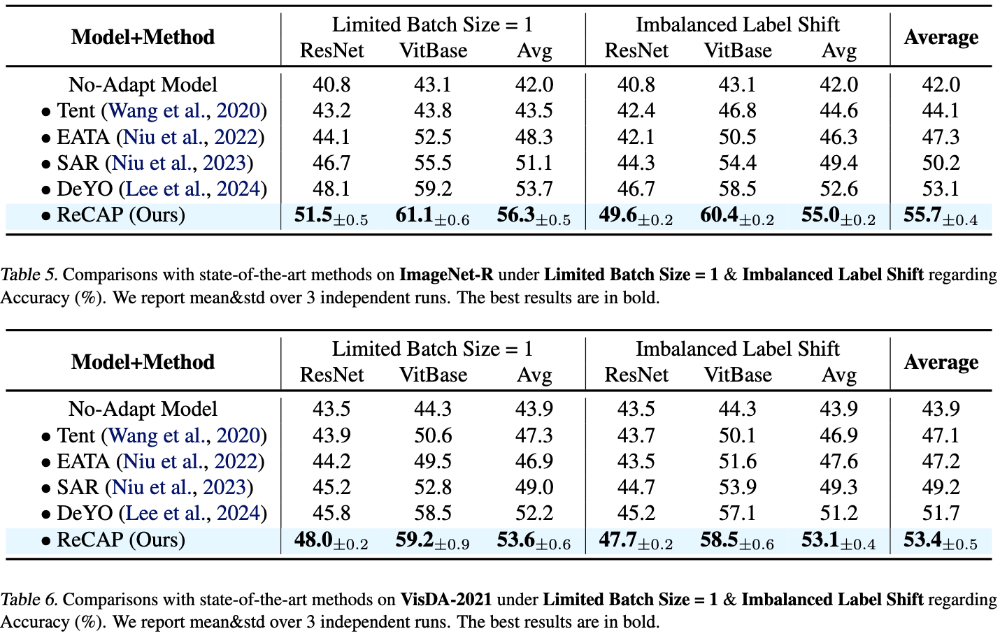 Model+Method Limited Batch Size = 1 Imbalanced Label Shift Average
ResNet VitBase Avg ResNet VitBase Avg
No-Adapt Model 40.8 43.1 42.0 40.8 43.1 42.0 42.0
• Tent (Wang et al., 2020) 43.2 43.8 43.5 42.4 46.8 44.6 44.1
• EATA (Niu et al., 2022) 44.1 52.5 48.3 42.1 50.5 46.3 47.3
• SAR (Niu et al., 2023) 46.7 55.5 51.1 44.3 54.4 49.4 50.2
• DeYO (Lee et al., 2024) 48.1 59.2 53.7 46.7 58.5 52.6 53.1
• ReCAP (Ours) 51.5±0.5 61.1±0.6 56.3±0.5 49.6±0.2 60.4±0.2 55.0±0.2 55.7±0.4
Table 5. Comparisons with state-of-the-art methods on ImageNet-R under Limited Batch Size = 1 & Imbalanced Label Shift regarding
Accuracy (%). We report mean&std over 3 independent runs. The best results are in bold.
Model+Method Limited Batch Size = 1 Imbalanced Label Shift Average
ResNet VitBase Avg ResNet VitBase Avg
No-Adapt Model 43.5 44.3 43.9 43.5 44.3 43.9 43.9
• Tent (Wang et al., 2020) 43.9 50.6 47.3 43.7 50.1 46.9 47.1
• EATA (Niu et al., 2022) 44.2 49.5 46.9 43.5 51.6 47.6 47.2
• SAR (Niu et al., 2023) 45.2 52.8 49.0 44.7 53.9 49.3 49.2
• DeYO (Lee et al., 2024) 45.8 58.5 52.2 45.2 57.1 51.2 51.7
• ReCAP (Ours) 48.0±0.2 59.2±0.9 53.6±0.6 47.7±0.2 58.5±0.6 53.1±0.4 53.4±0.5
Table 6. Comparisons with state-of-the-art methods on VisDA-2021 under Limited Batch Size = 1 & Imbalanced Label Shift regarding
Accuracy (%). We report mean&std over 3 independent runs. The best results are in bold.